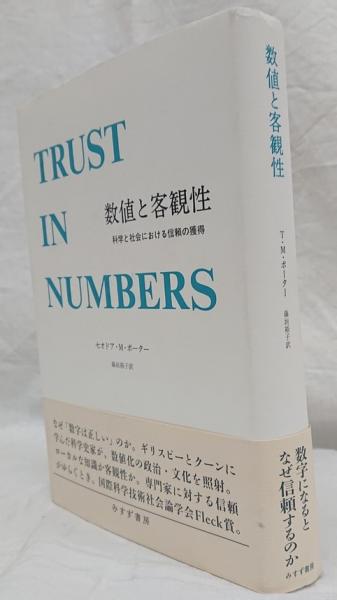 TRUST
IN
NUMBERS
数値と客観性
科学と社会における信頼の獲得
セオドア・M・ポーター
藤垣裕子訳
なぜ「数字は正しい」のか。ギリスピーとクーンに
学んだ科学史家が、数値化の政治・文化を照射。
ローカルな知識か客観性か。専門家に対する信頼
がゆらぐとき。国際科学技術社会論学会Fleck賞。
みすず書房
数値と客観性
T・M・ポーター
藤垣裕子訳
数字になると
なぜ信頼するのか
みすず書房